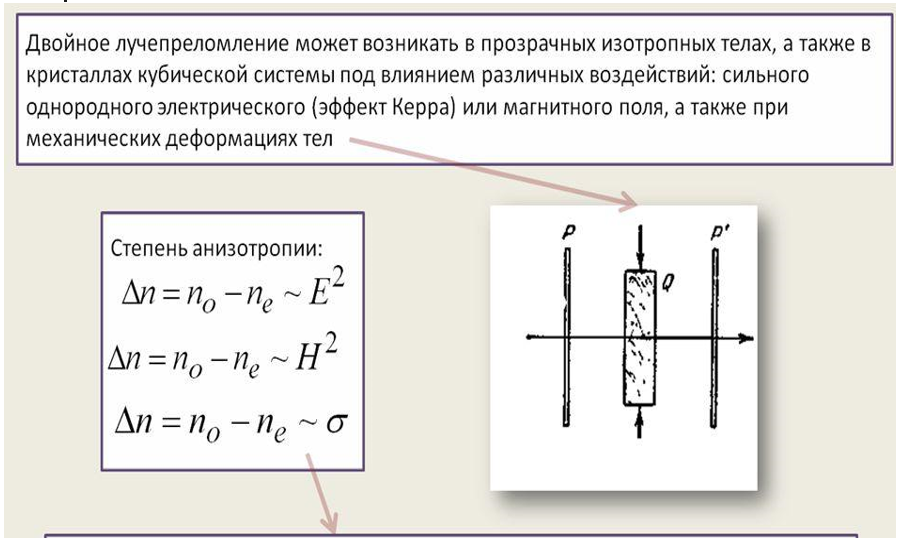 Двойное лучепреломление может возникать в прозрачных изотропных телах, а также в
кристаллах кубической системы под влиянием различных воздействий: сильного
однородного электрического (эффект Керра) или магнитного поля, а также при
механических деформациях тел
Степень анизотропии:
Δn = nₒ – nₑ ~ E²
Δn = nₒ – nₑ ~ H²
Δn = nₒ – nₑ ~ σ
P
P'
Q